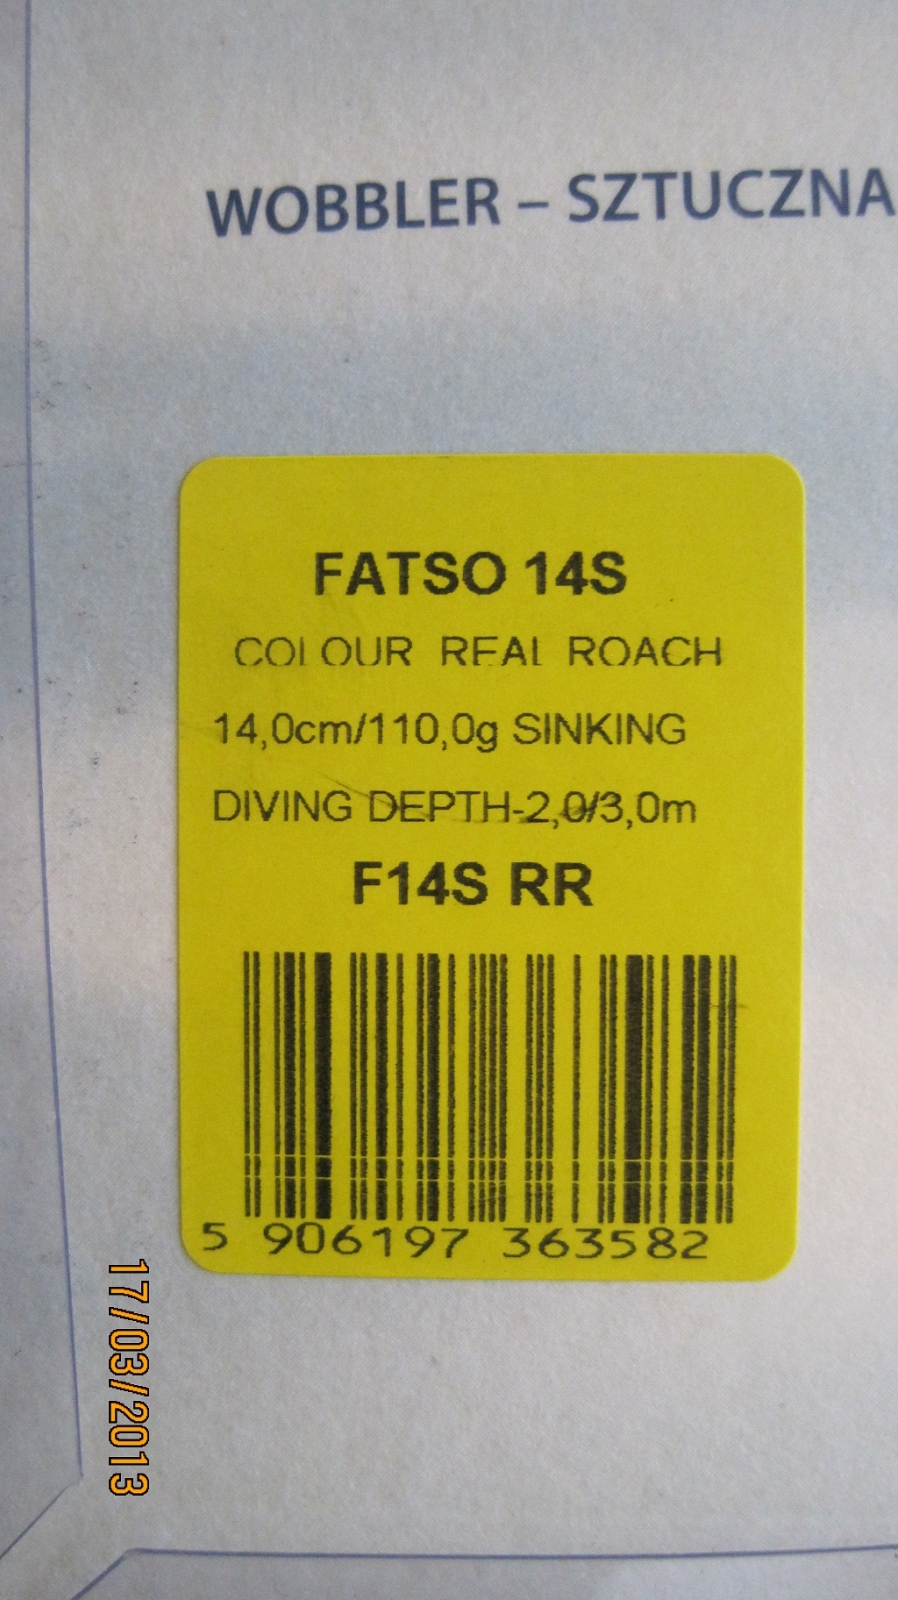 WOBBLER – SZTUCZNA
FATSO 14S
COLOUR REAL ROACH
14,0cm/110,0g SINKING
DIVING DEPTH-2,0/3,0m
F14S RR
5 906197 363582
17/03/2013